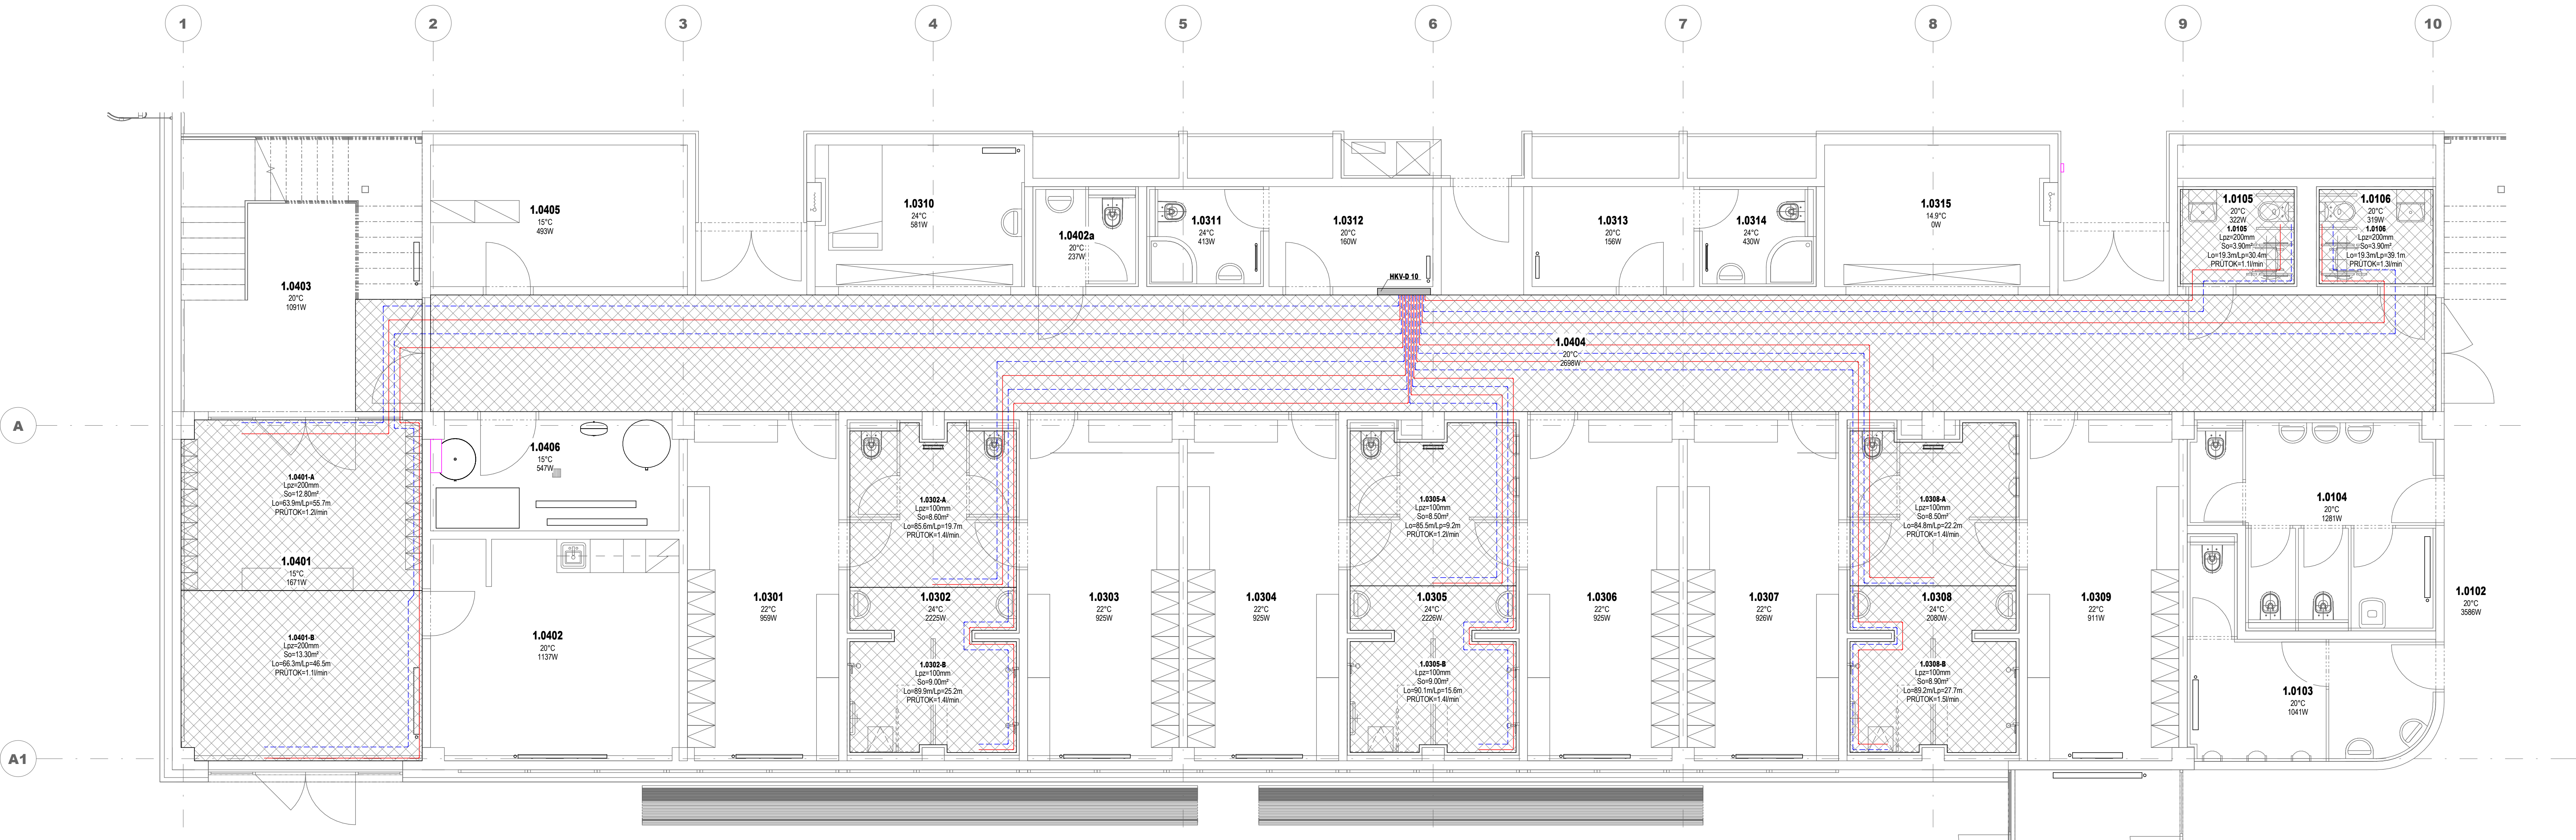 1
2
3
4
5
6
7
8
9
10
1.0405
15°C
493W
1.0310
24°C
581W
1.0402a
20°C
237W
1.0311
24°C
413W
1.0312
20°C
160W
1.0313
20°C
156W
1.0314
24°C
430W
1.0315
14.9°C
0W
1.0105
20°C
322W
1.0105
Lpz=200mm
So=3.90m²
Lo=19.3m/Lp=30.4m
PRŮTOK=1.1l/min
1.0106
20°C
319W
1.0106
Lpz=200mm
So=3.90m²
Lo=19.3m/Lp=39.1m
PRŮTOK=1.3l/min
HKV-D 10
1.0403
20°C
1091W
1.0404
20°C
2698W
A
1.0406
15°C
547W
1.0401-A
Lpz=200mm
So=12.80m²
Lo=63.9m/Lp=55.7m
PRŮTOK=1.2l/min
1.0401
15°C
1671W
1.0401-B
Lpz=200mm
So=13.30m²
Lo=66.3m/Lp=46.5m
PRŮTOK=1.1l/min
1.0402
20°C
1137W
1.0301
22°C
959W
1.0302-A
Lpz=100mm
So=8.60m²
Lo=85.6m/Lp=19.7m
PRŮTOK=1.4l/min
1.0302
24°C
2225W
1.0302-B
Lpz=100mm
So=9.00m²
Lo=89.9m/Lp=25.2m
PRŮTOK=1.4l/min
1.0303
22°C
925W
1.0304
22°C
925W
1.0305-A
Lpz=100mm
So=8.50m²
Lo=85.5m/Lp=9.2m
PRŮTOK=1.2l/min
1.0305
24°C
2226W
1.0305-B
Lpz=100mm
So=9.00m²
Lo=90.1m/Lp=15.6m
PRŮTOK=1.4l/min
1.0306
22°C
925W
1.0307
22°C
926W
1.0308-A
Lpz=100mm
So=8.50m²
Lo=84.8m/Lp=22.2m
PRŮTOK=1.4l/min
1.0308
24°C
2080W
1.0308-B
Lpz=100mm
So=8.90m²
Lo=89.2m/Lp=27.7m
PRŮTOK=1.5l/min
1.0309
22°C
911W
1.0104
20°C
1281W
1.0102
20°C
3586W
1.0103
20°C
1041W
A1